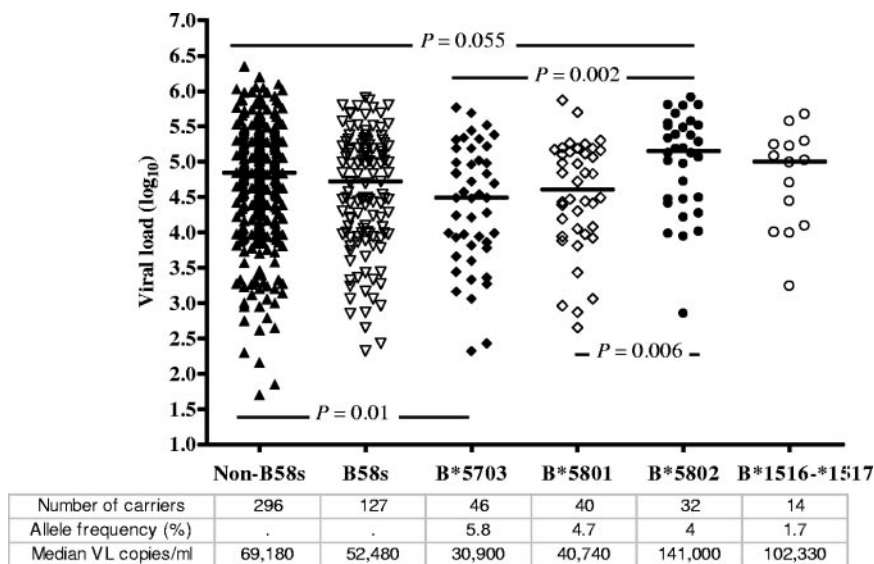 7.0
6.5
P = 0.055
P = 0.002
6.0
5.5
5.0
4.5
4.0
3.5
3.0
2.5
P = 0.006
2.0
1.5
P = 0.01
1.0
Viral load (log10)
Non-B58s B58s B*5703 B*5801 B*5802 B*1516-*1517
Number of carriers 296 127 46 40 32 14
Allele frequency (%) . . 5.8 4.7 4 1.7
Median VL copies/ml 69,180 52,480 30,900 40,740 141,000 102,330